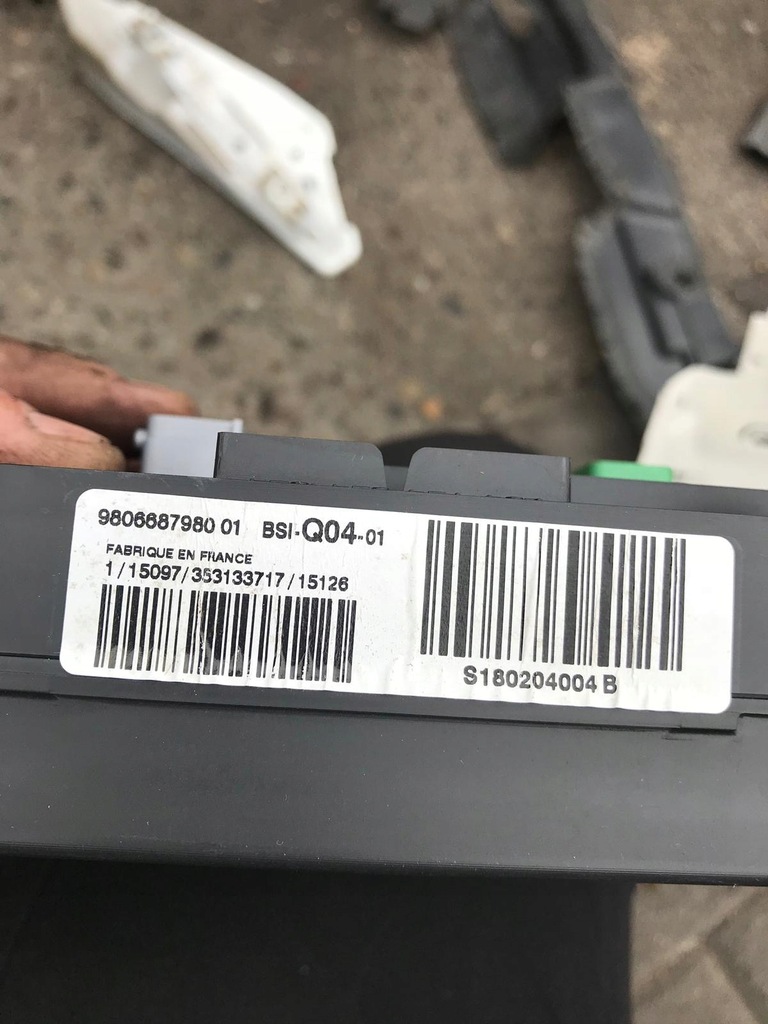 9806687980 01 BSI-Q04-01
FABRIQUE EN FRANCE
1/15097/353133717/15126
S180204004 B